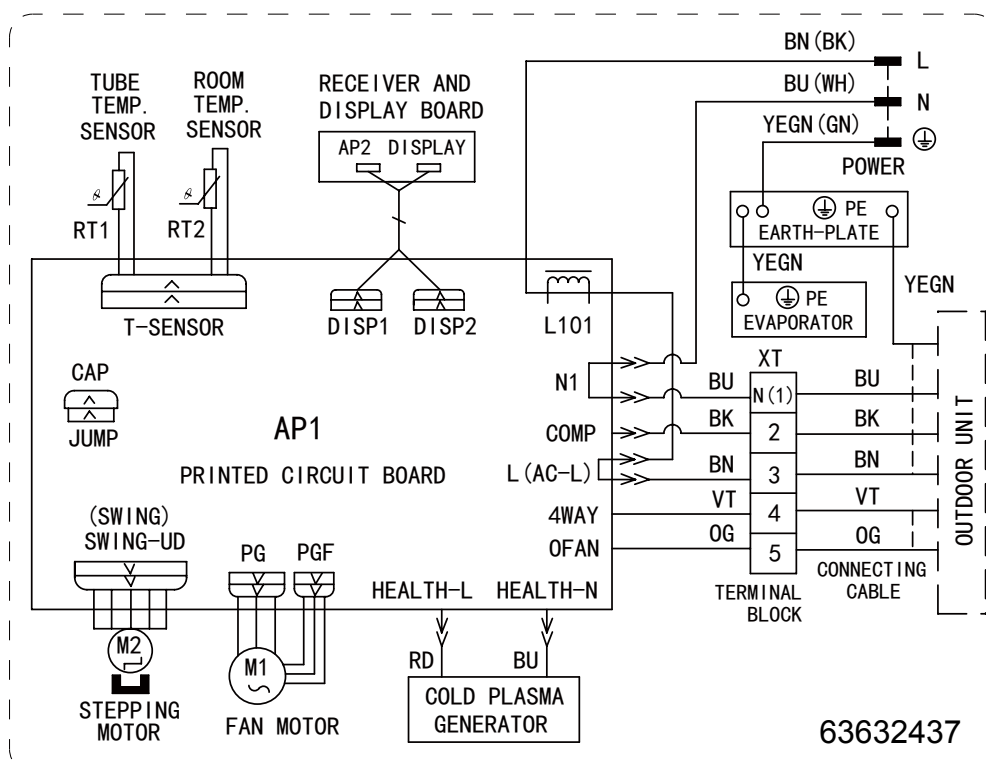 BN(BK)
L
BU(WH)
N
YEGN(GN)
POWER
TUBE
TEMP.
SENSOR
ROOM
TEMP.
SENSOR
RECEIVER AND
DISPLAY BOARD
AP2 DISPLAY
θ
RT1
θ
RT2
PE
EARTH-PLATE
YEGN
YEGN
PE
EVAPORATOR
T-SENSOR
DISP1
DISP2
L101
CAP
JUMP
AP1
PRINTED CIRCUIT BOARD
N1
COMP
L(AC-L)
4WAY
OFAN
XT
BU
N(1)
BU
BK
2
BK
BN
3
BN
VT
4
VT
OG
5
OG
TERMINAL
BLOCK
CONNECTING
CABLE
OUTDOOR UNIT
(SWING)
SWING-UD
PG
PGF
HEALTH-L
HEALTH-N
M2
STEPPING
MOTOR
M1
FAN MOTOR
RD
BU
COLD PLASMA
GENERATOR
63632437